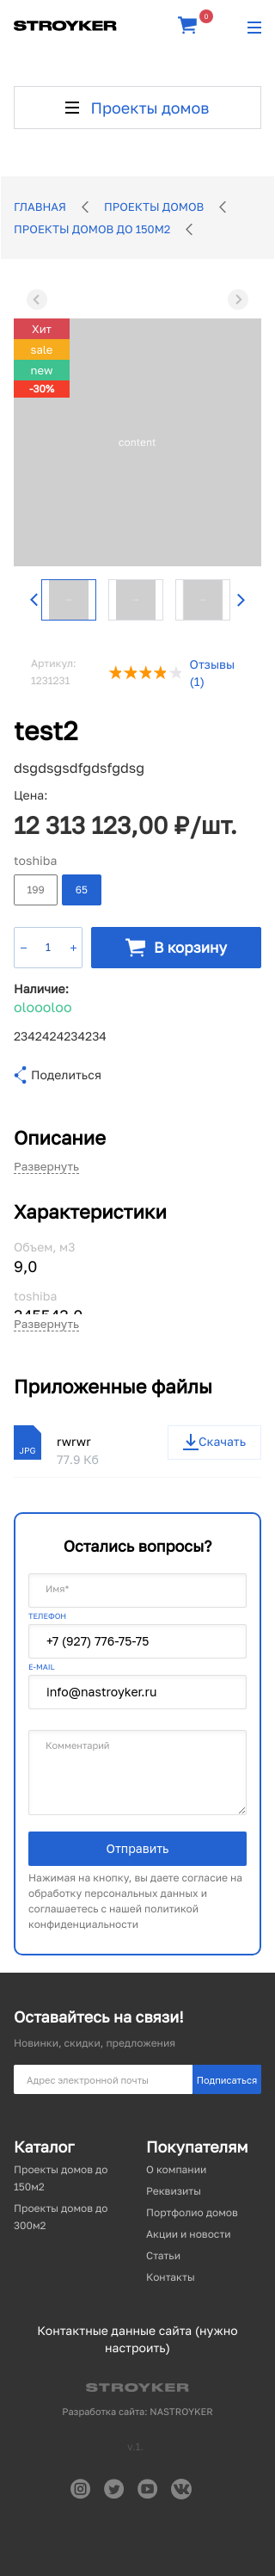 STROYKER
0
Проекты домов
ГЛАВНАЯ
ПРОЕКТЫ ДОМОВ
ПРОЕКТЫ ДОМОВ ДО 150М2
Хит
sale
new
-30%
content
Артикул:
1231231
Отзывы
(1)
test2
dsgdsgsdfgdsfgdsg
Цена:
12 313 123,00 ₽/шт.
toshiba
199
65
− 1 +
В корзину
Наличие:
oloooloo
2342424234234
Поделиться
Описание
Развернуть
Характеристики
Объем, м3
9,0
toshiba
Развернуть
Приложенные файлы
JPG
rwrwr
77.9 Кб
Скачать
Остались вопросы?
Имя*
ТЕЛЕФОН
+7 (927) 776-75-75
E-MAIL
info@nastroyker.ru
Комментарий
Отправить
Нажимая на кнопку, вы даете согласие на
обработку персональных данных и
соглашаетесь с нашей политикой
конфиденциальности
Оставайтесь на связи!
Новинки, скидки, предложения
Адрес электронной почты
Подписаться
Каталог
Проекты домов до
150м2
Проекты домов до
300м2
Покупателям
О компании
Реквизиты
Портфолио домов
Акции и новости
Статьи
Контакты
Контактные данные сайта (нужно
настроить)
STROYKER
Разработка сайта: NASTROYKER
v.1.